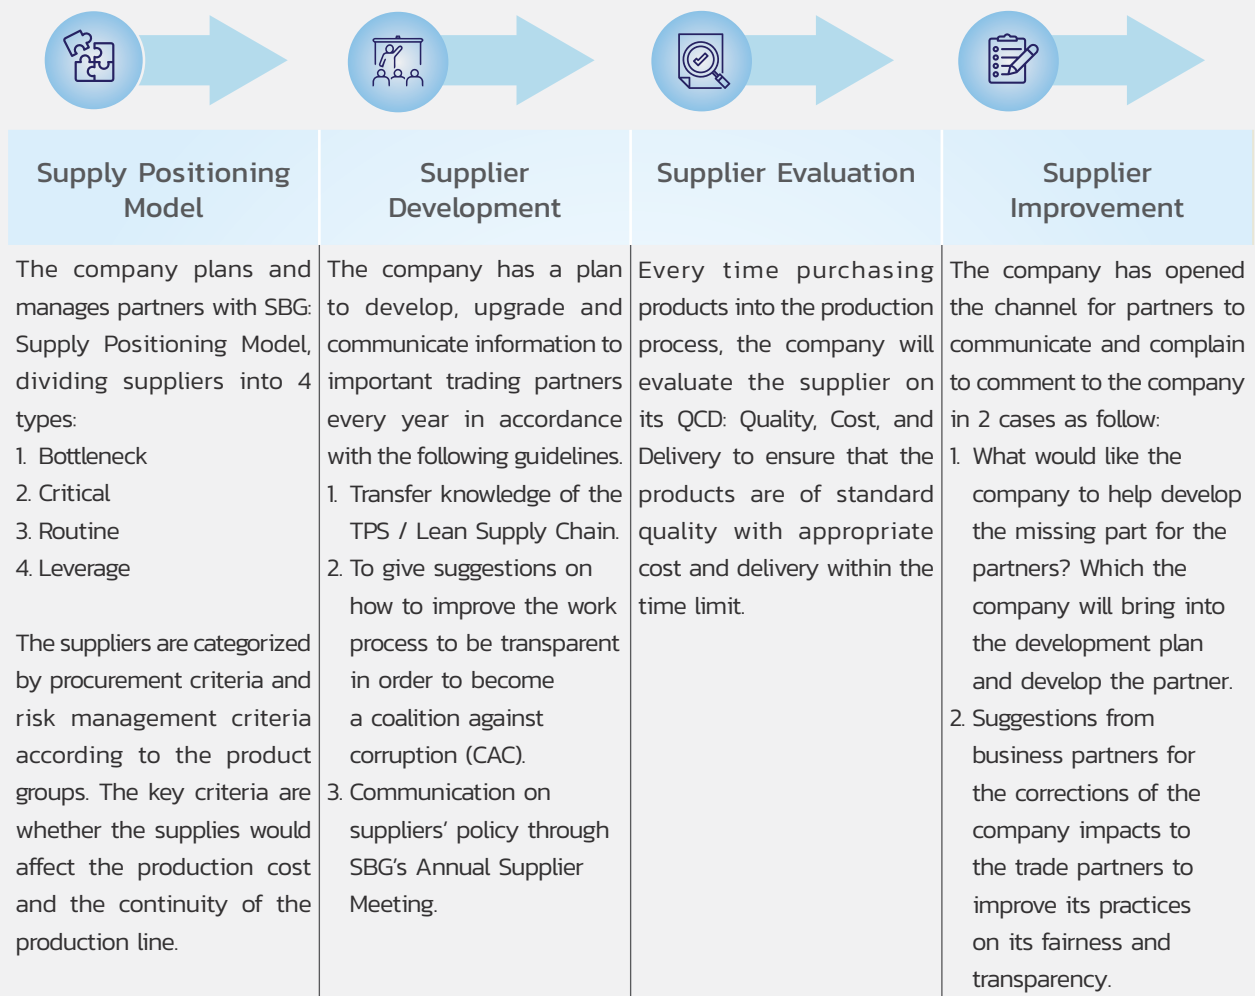 Supply Positioning
Model
The company plans and
manages partners with SBG:
Supply Positioning Model,
dividing suppliers into 4
types:
1. Bottleneck
2. Critical
3. Routine
4. Leverage
The suppliers are categorized
by procurement criteria and
risk management criteria
according to the product
groups. The key criteria are
whether the supplies would
affect the production cost
and the continuity of the
production line.
Supplier
Development
The company has a plan
to develop, upgrade and
communicate information to
important trading partners
every year in accordance
with the following guidelines.
1. Transfer knowledge of the
TPS / Lean Supply Chain.
2. To give suggestions on
how to improve the work
process to be transparent
in order to become
a coalition against
corruption (CAC).
3. Communication on
suppliers' policy through
SBG's Annual Supplier
Meeting.
Supplier Evaluation
Every time purchasing
products into the production
process, the company will
evaluate the supplier on
its QCD: Quality, Cost, and
Delivery to ensure that the
products are of standard
quality with appropriate
cost and delivery within the
time limit.
Supplier
Improvement
The company has opened
the channel for partners to
communicate and complain
to comment to the company
in 2 cases as follow:
1. What would like the
company to help develop
the missing part for the
partners? Which the
company will bring into
the development plan
and develop the partner.
2. Suggestions from
business partners for
the corrections of the
company impacts to
the trade partners to
improve its practices
on its fairness and
transparency.